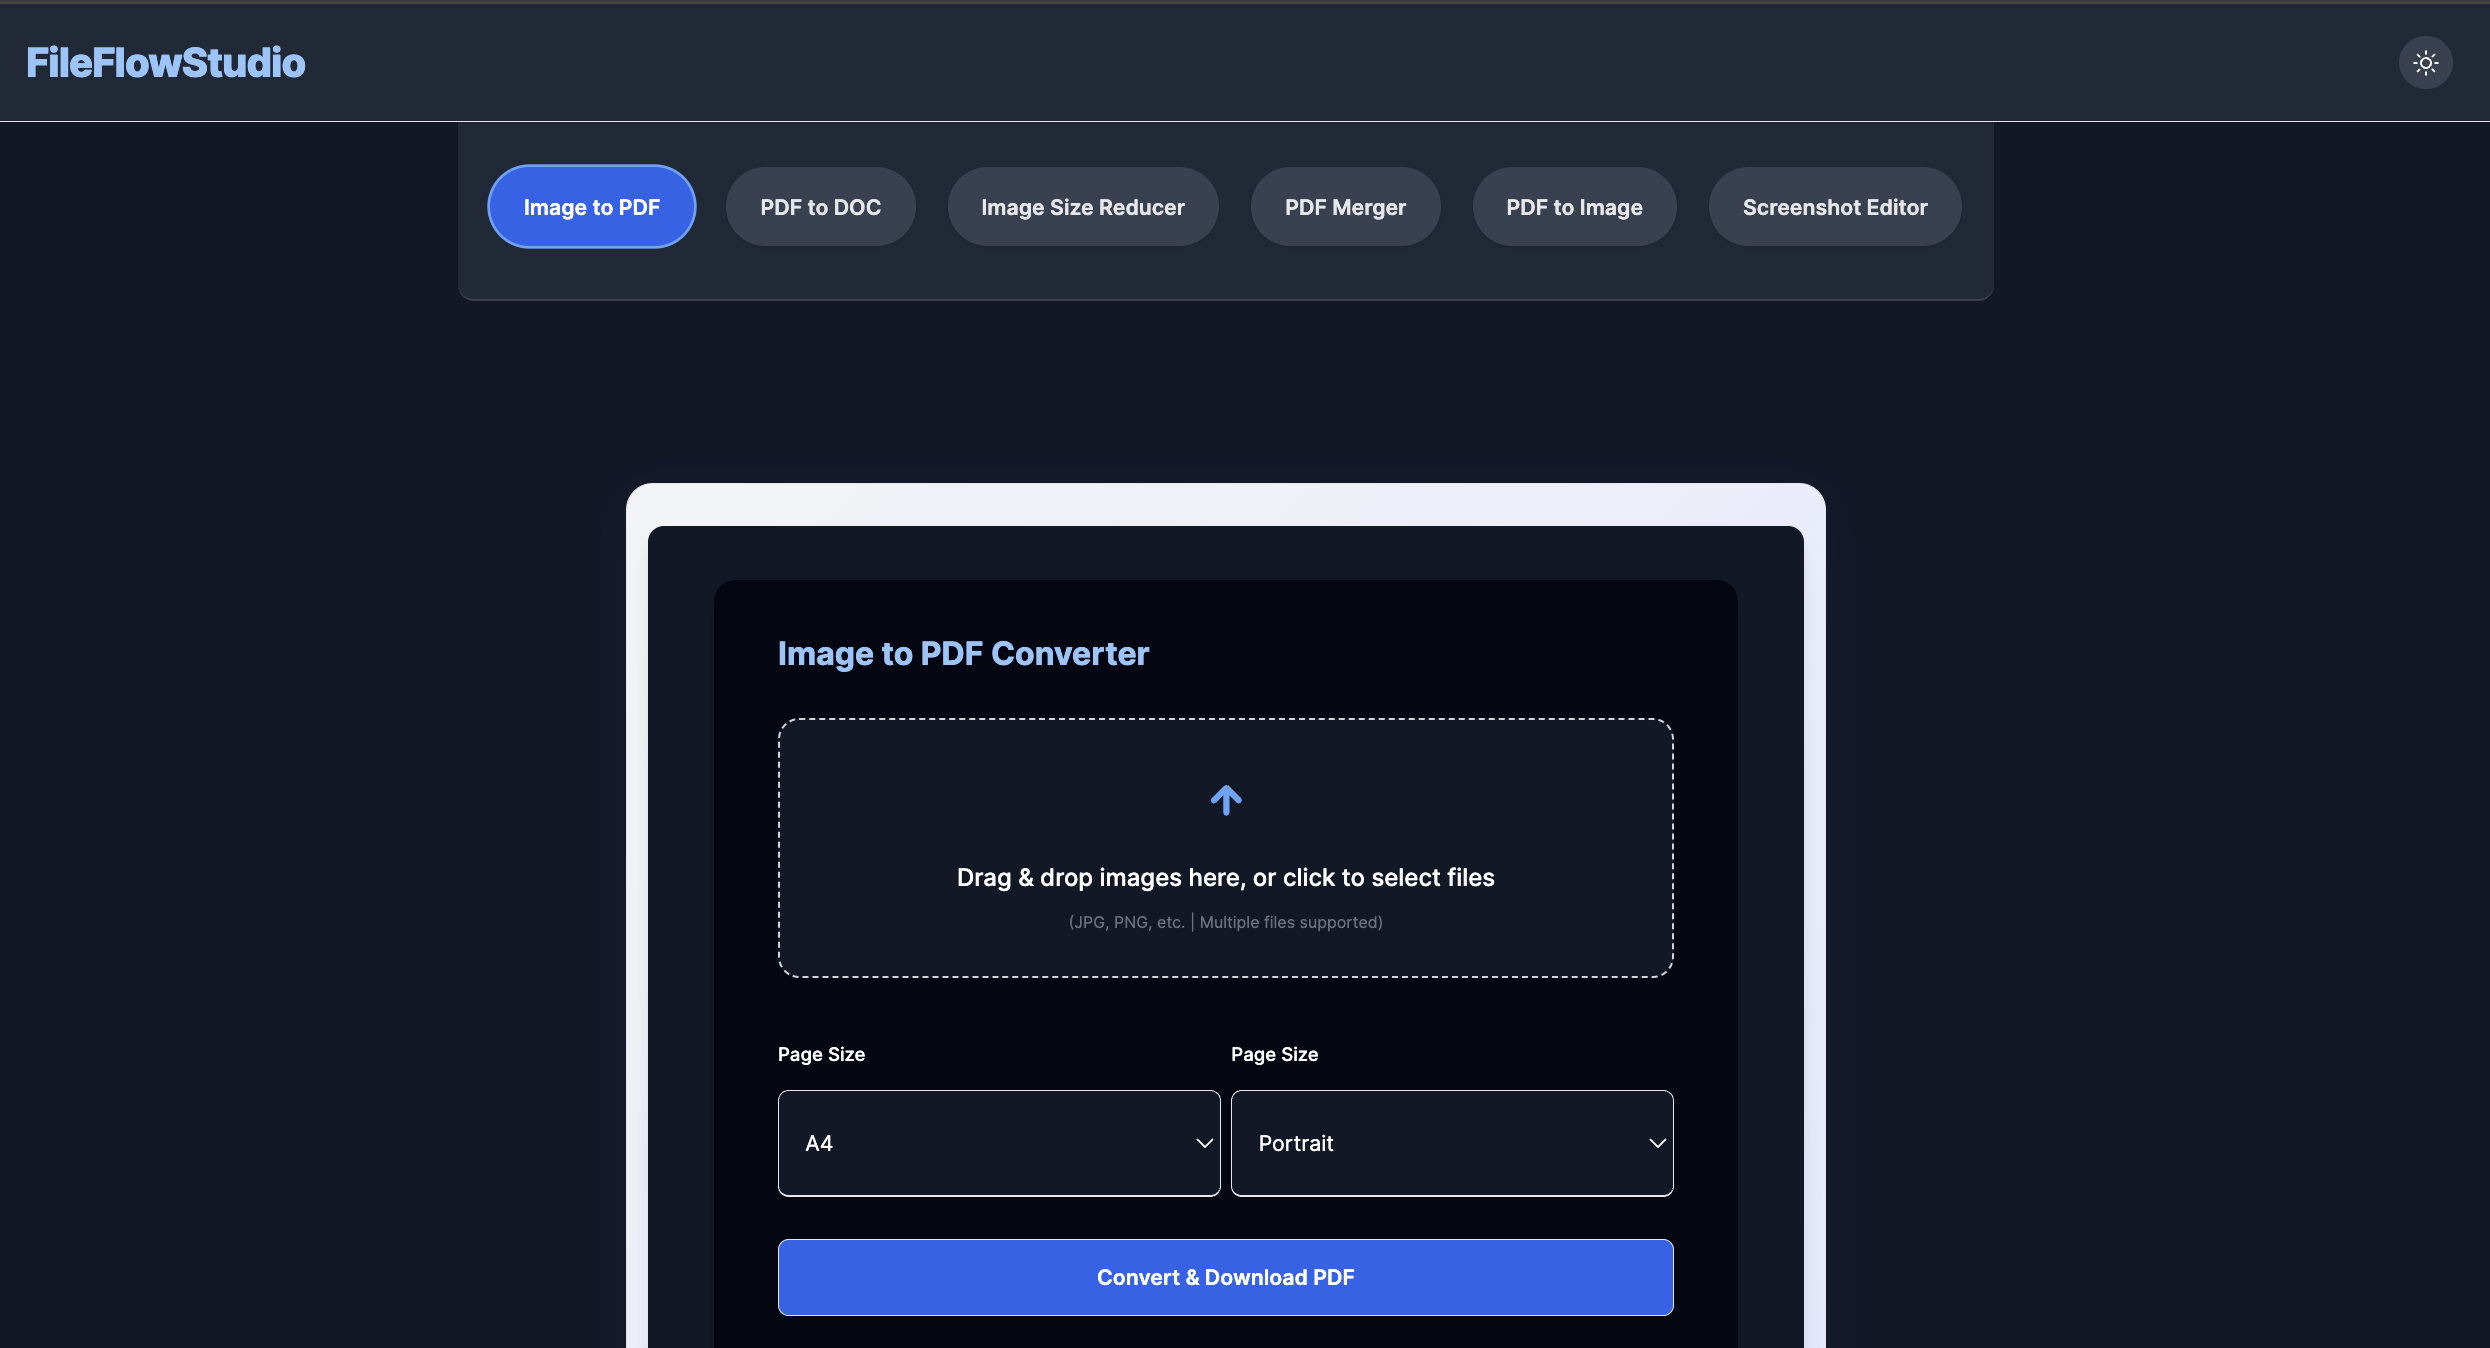 FileFlowStudio
Image to PDF
PDF to DOC
Image Size Reducer
PDF Merger
PDF to Image
Screenshot Editor
Image to PDF Converter
Drag & drop images here, or click to select files
(JPG, PNG, etc. | Multiple files supported)
Page Size
Page Size
A4
Portrait
Convert & Download PDF